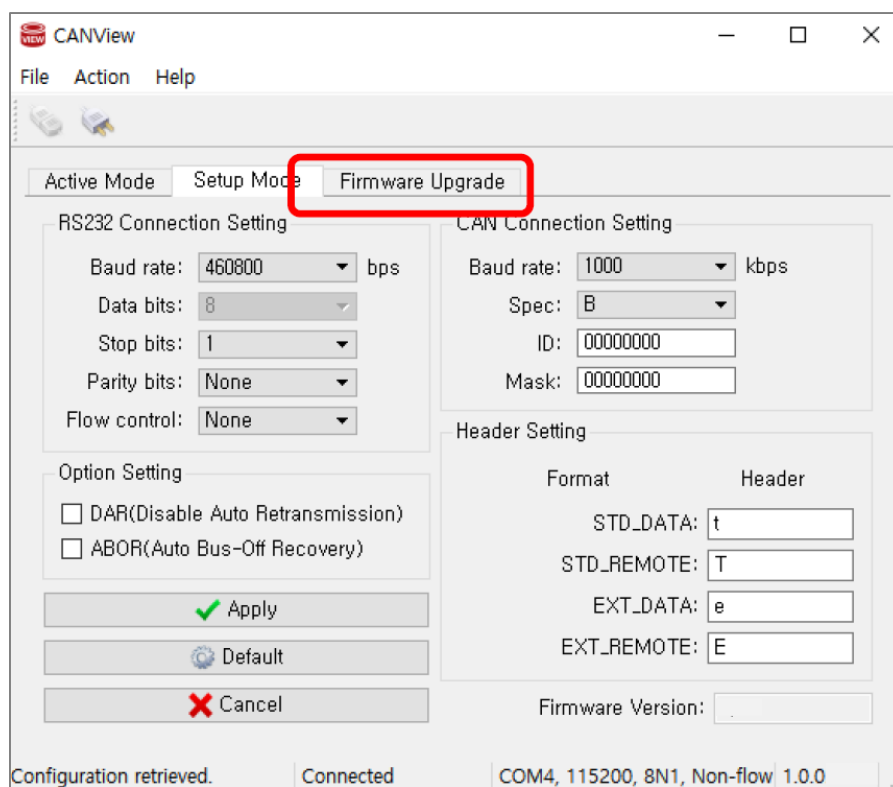 CANView
File Action Help
Active Mode Setup Mode Firmware Upgrade
RS232 Connection Setting
Baud rate: 460800 bps
Data bits: 8
Stop bits: 1
Parity bits: None
Flow control: None
Option Setting
DAR(Disable Auto Retransmission)
ABOR(Auto Bus-Off Recovery)
Apply
Default
Cancel
CAN Connection Setting
Baud rate: 1000 kbps
Spec: B
ID: 00000000
Mask: 00000000
Header Setting
Format Header
STD_DATA: t
STD_REMOTE: T
EXT_DATA: e
EXT_REMOTE: E
Firmware Version: .
Configuration retrieved. Connected COM4, 115200, 8N1, Non-flow 1.0.0